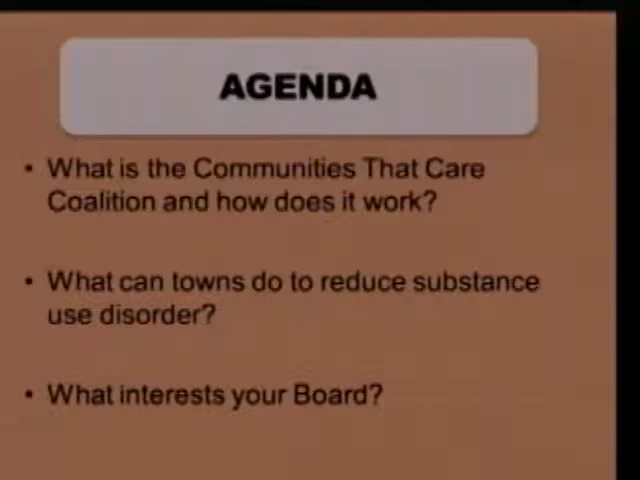 AGENDA
• What is the Communities That Care
Coalition and how does it work?
• What can towns do to reduce substance
use disorder?
• What interests your Board?